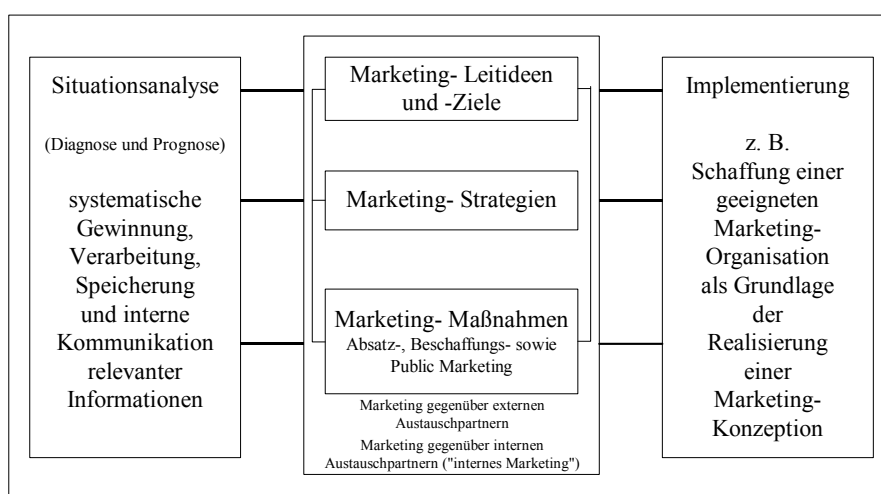 Situationsanalyse
(Diagnose und Prognose)
systematische
Gewinnung,
Verarbeitung,
Speicherung
und interne
Kommunikation
relevanter
Informationen
Marketing- Leitideen
und -Ziele
Marketing- Strategien
Marketing- Maßnahmen
Absatz-, Beschaffungs- sowie
Public Marketing
Marketing gegenüber externen
Austauschpartnern
Marketing gegenüber internen
Austauschpartnern ("internes Marketing")
Implementierung
z. B.
Schaffung einer
geeigneten
Marketing-
Organisation
als Grundlage
der
Realisierung
einer
Marketing-
Konzeption